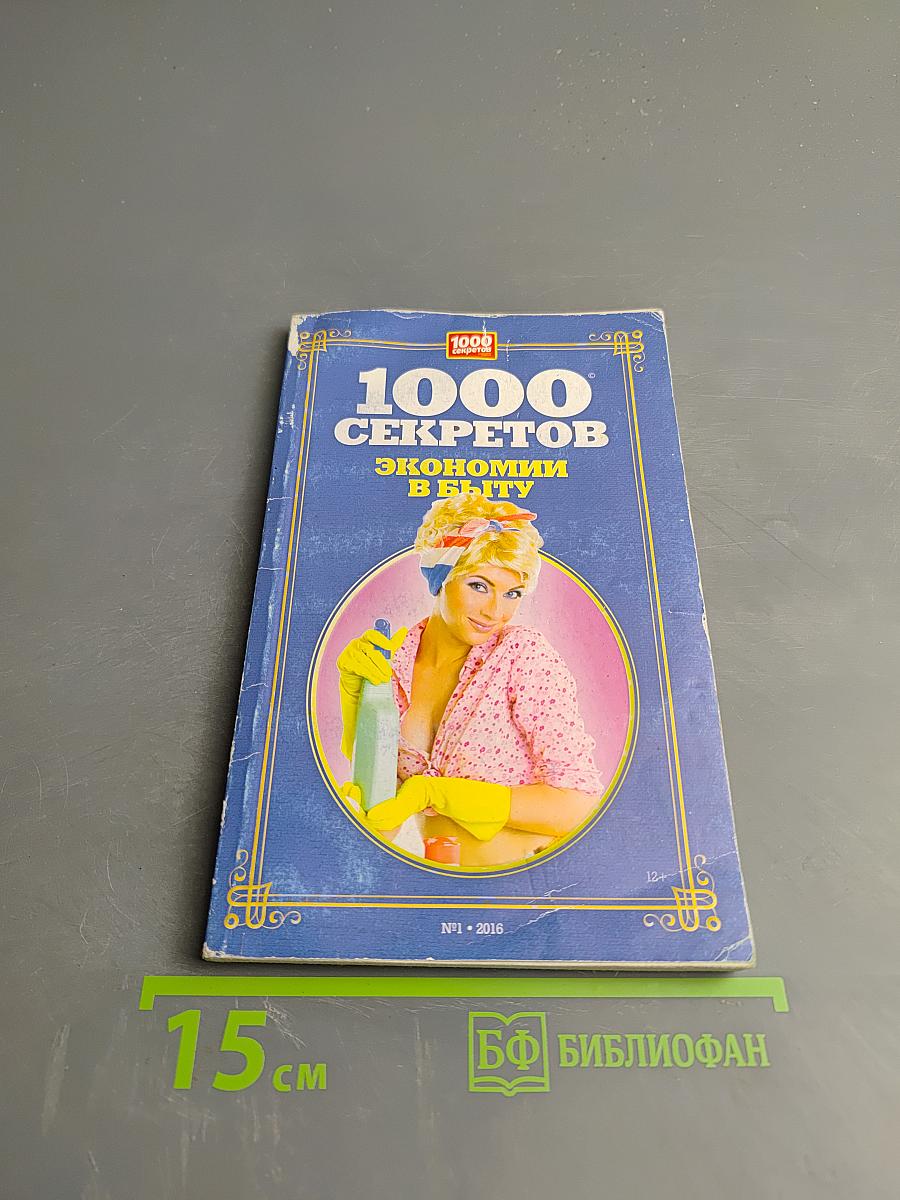 1000
секретов
1000©
СЕКРЕТОВ
ЭКОНОМИИ
В БЫТУ
12+
№1 • 2016
15 см
БФ БИБЛИОФАН